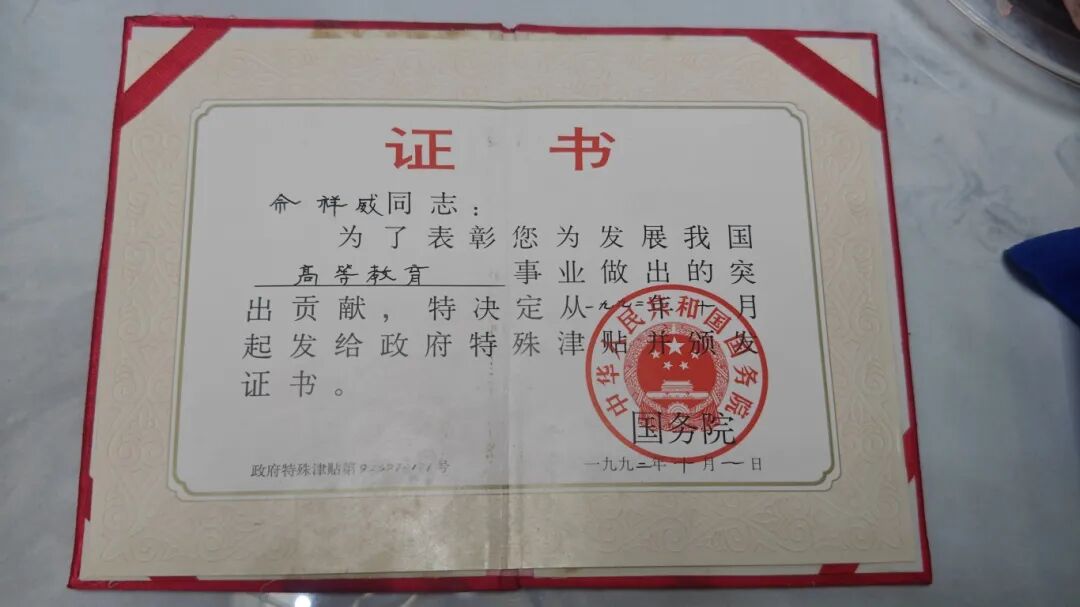 证书
俞祥威同志：
为了表彰您为发展我国
高等教育事业做出的突
出贡献，特决定从一九九二年十月
起发给政府特殊津贴并颁发
证书。
中华人民共和国国务院
国务院
政府特殊津贴第号
一九九二年十月一日